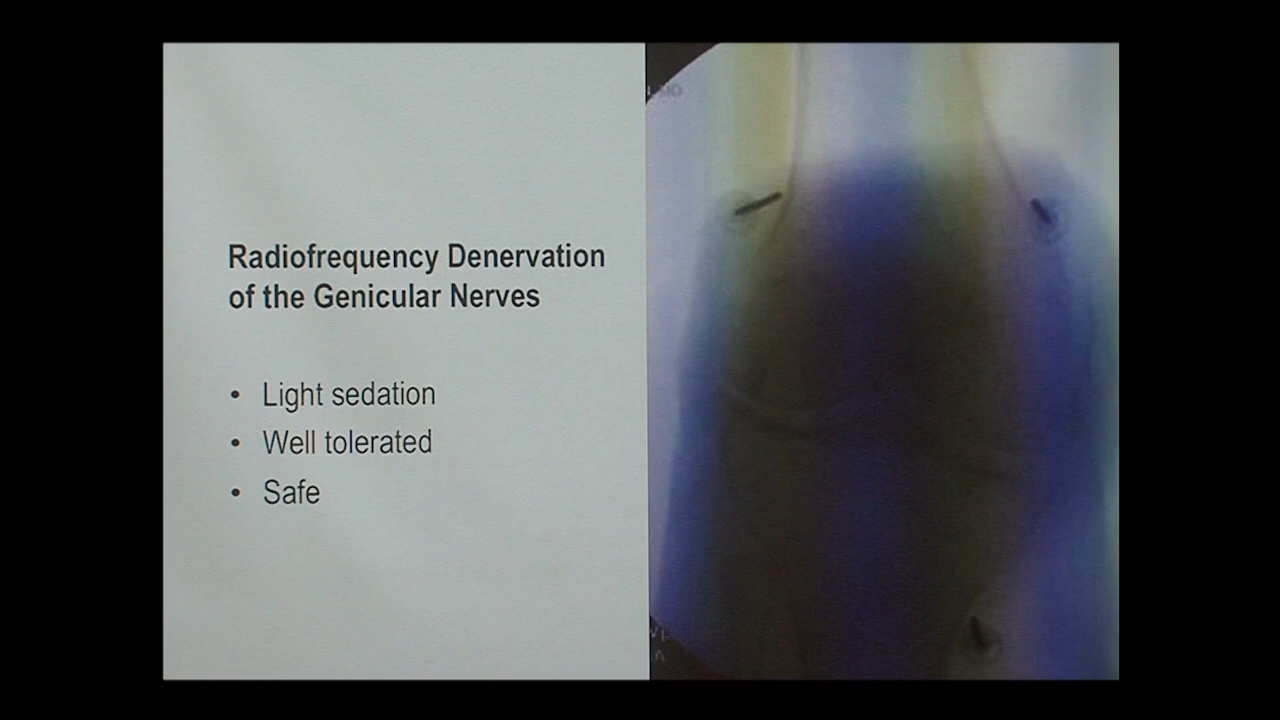 Radiofrequency Denervation
of the Genicular Nerves
• Light sedation
• Well tolerated
• Safe